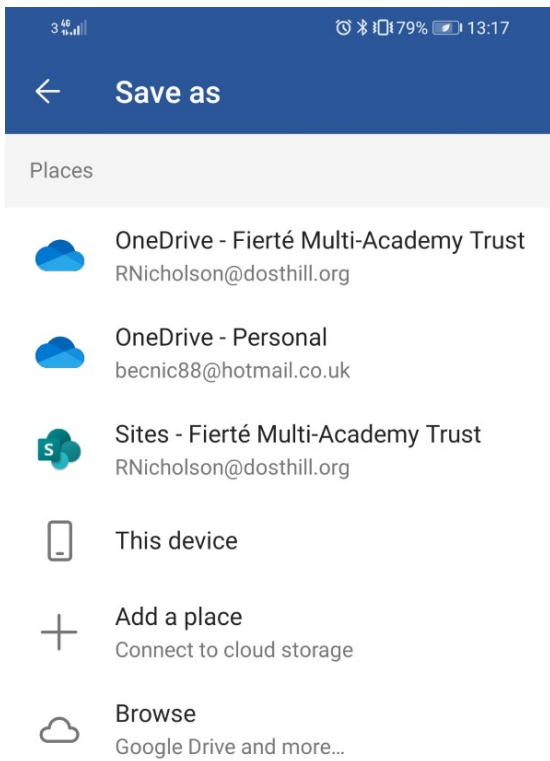 3 4G 79% 13:17
Save as
Places
OneDrive - Fierté Multi-Academy Trust
RNicholson@dosthill.org
OneDrive - Personal
becnic88@hotmail.co.uk
S
Sites - Fierté Multi-Academy Trust
RNicholson@dosthill.org
This device
Add a place
Connect to cloud storage
Browse
Google Drive and more...